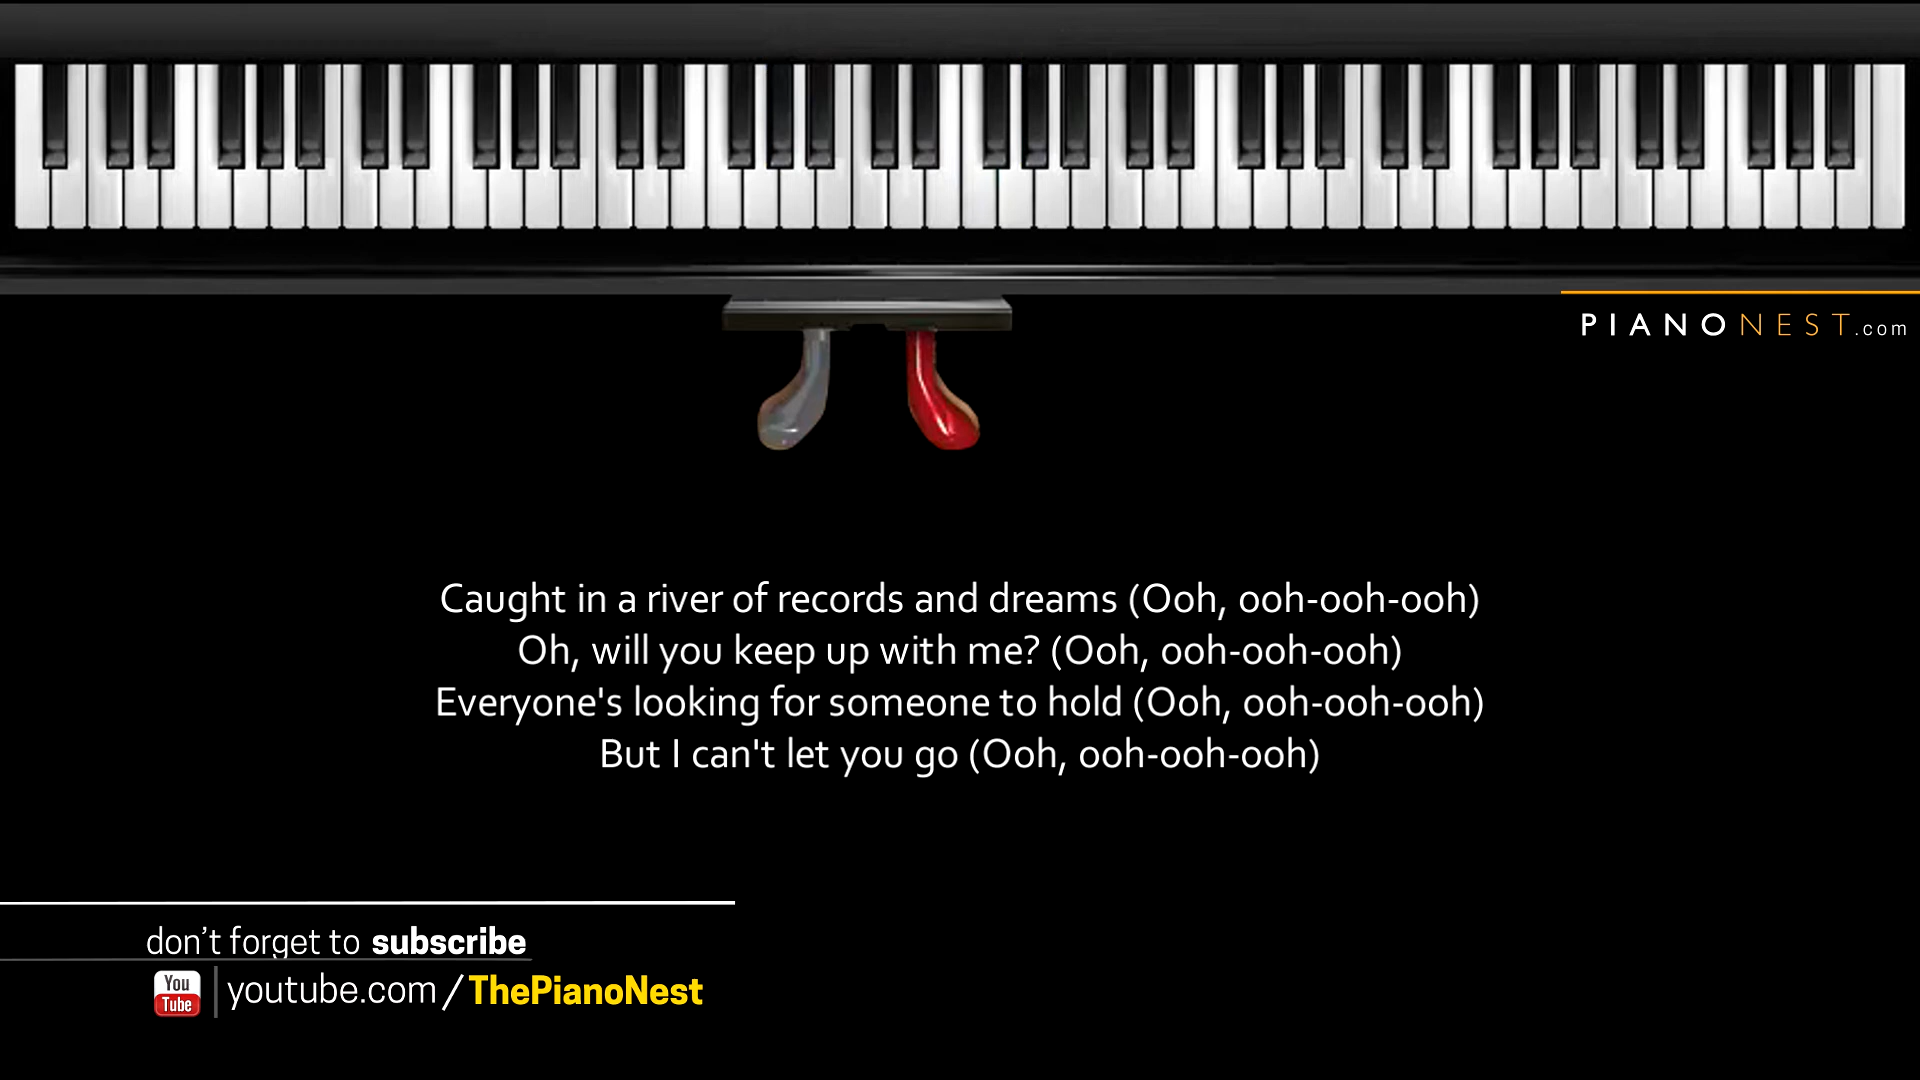 PIANONEST.com
Caught in a river of records and dreams (Ooh, ooh-ooh-ooh)
Oh, will you keep up with me? (Ooh, ooh-ooh-ooh)
Everyone's looking for someone to hold (Ooh, ooh-ooh-ooh)
But I can't let you go (Ooh, ooh-ooh-ooh)
don't forget to subscribe
You
Tube
youtube.com/ThePianoNest